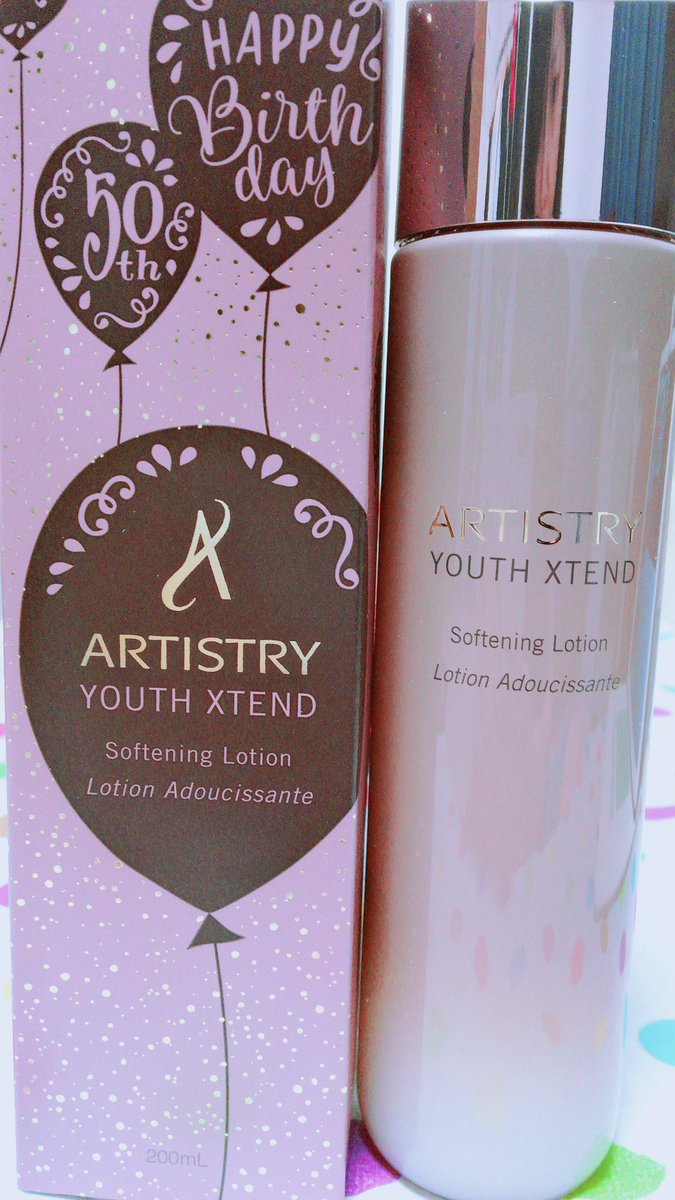 HAPPY
Birth
day
50
th
ARTISTRY
YOUTH XTEND
Softening Lotion
Lotion Adoucissante
200mL
ARTISTRY
YOUTH XTEND
Softening Lotion
Lotion Adoucissante